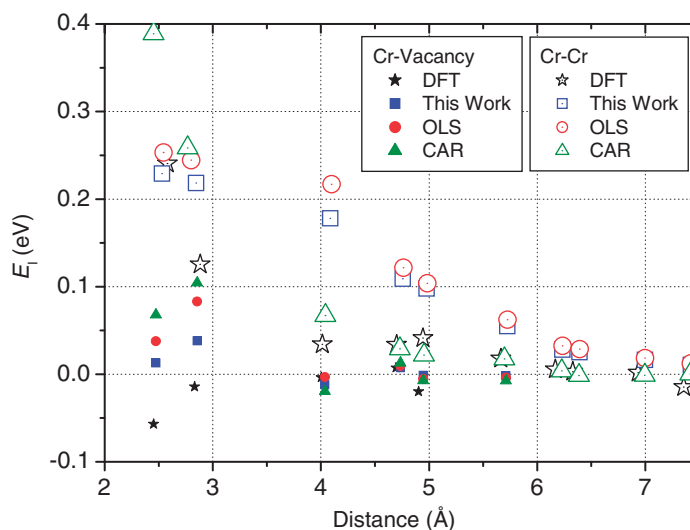 0.4
0.3
0.2
0.1
0.0
-0.1
E_I (eV)
Cr-Vacancy
DFT
This Work
OLS
CAR
Cr-Cr
DFT
This Work
OLS
CAR
2 3 4 5 6 7
Distance (Å)